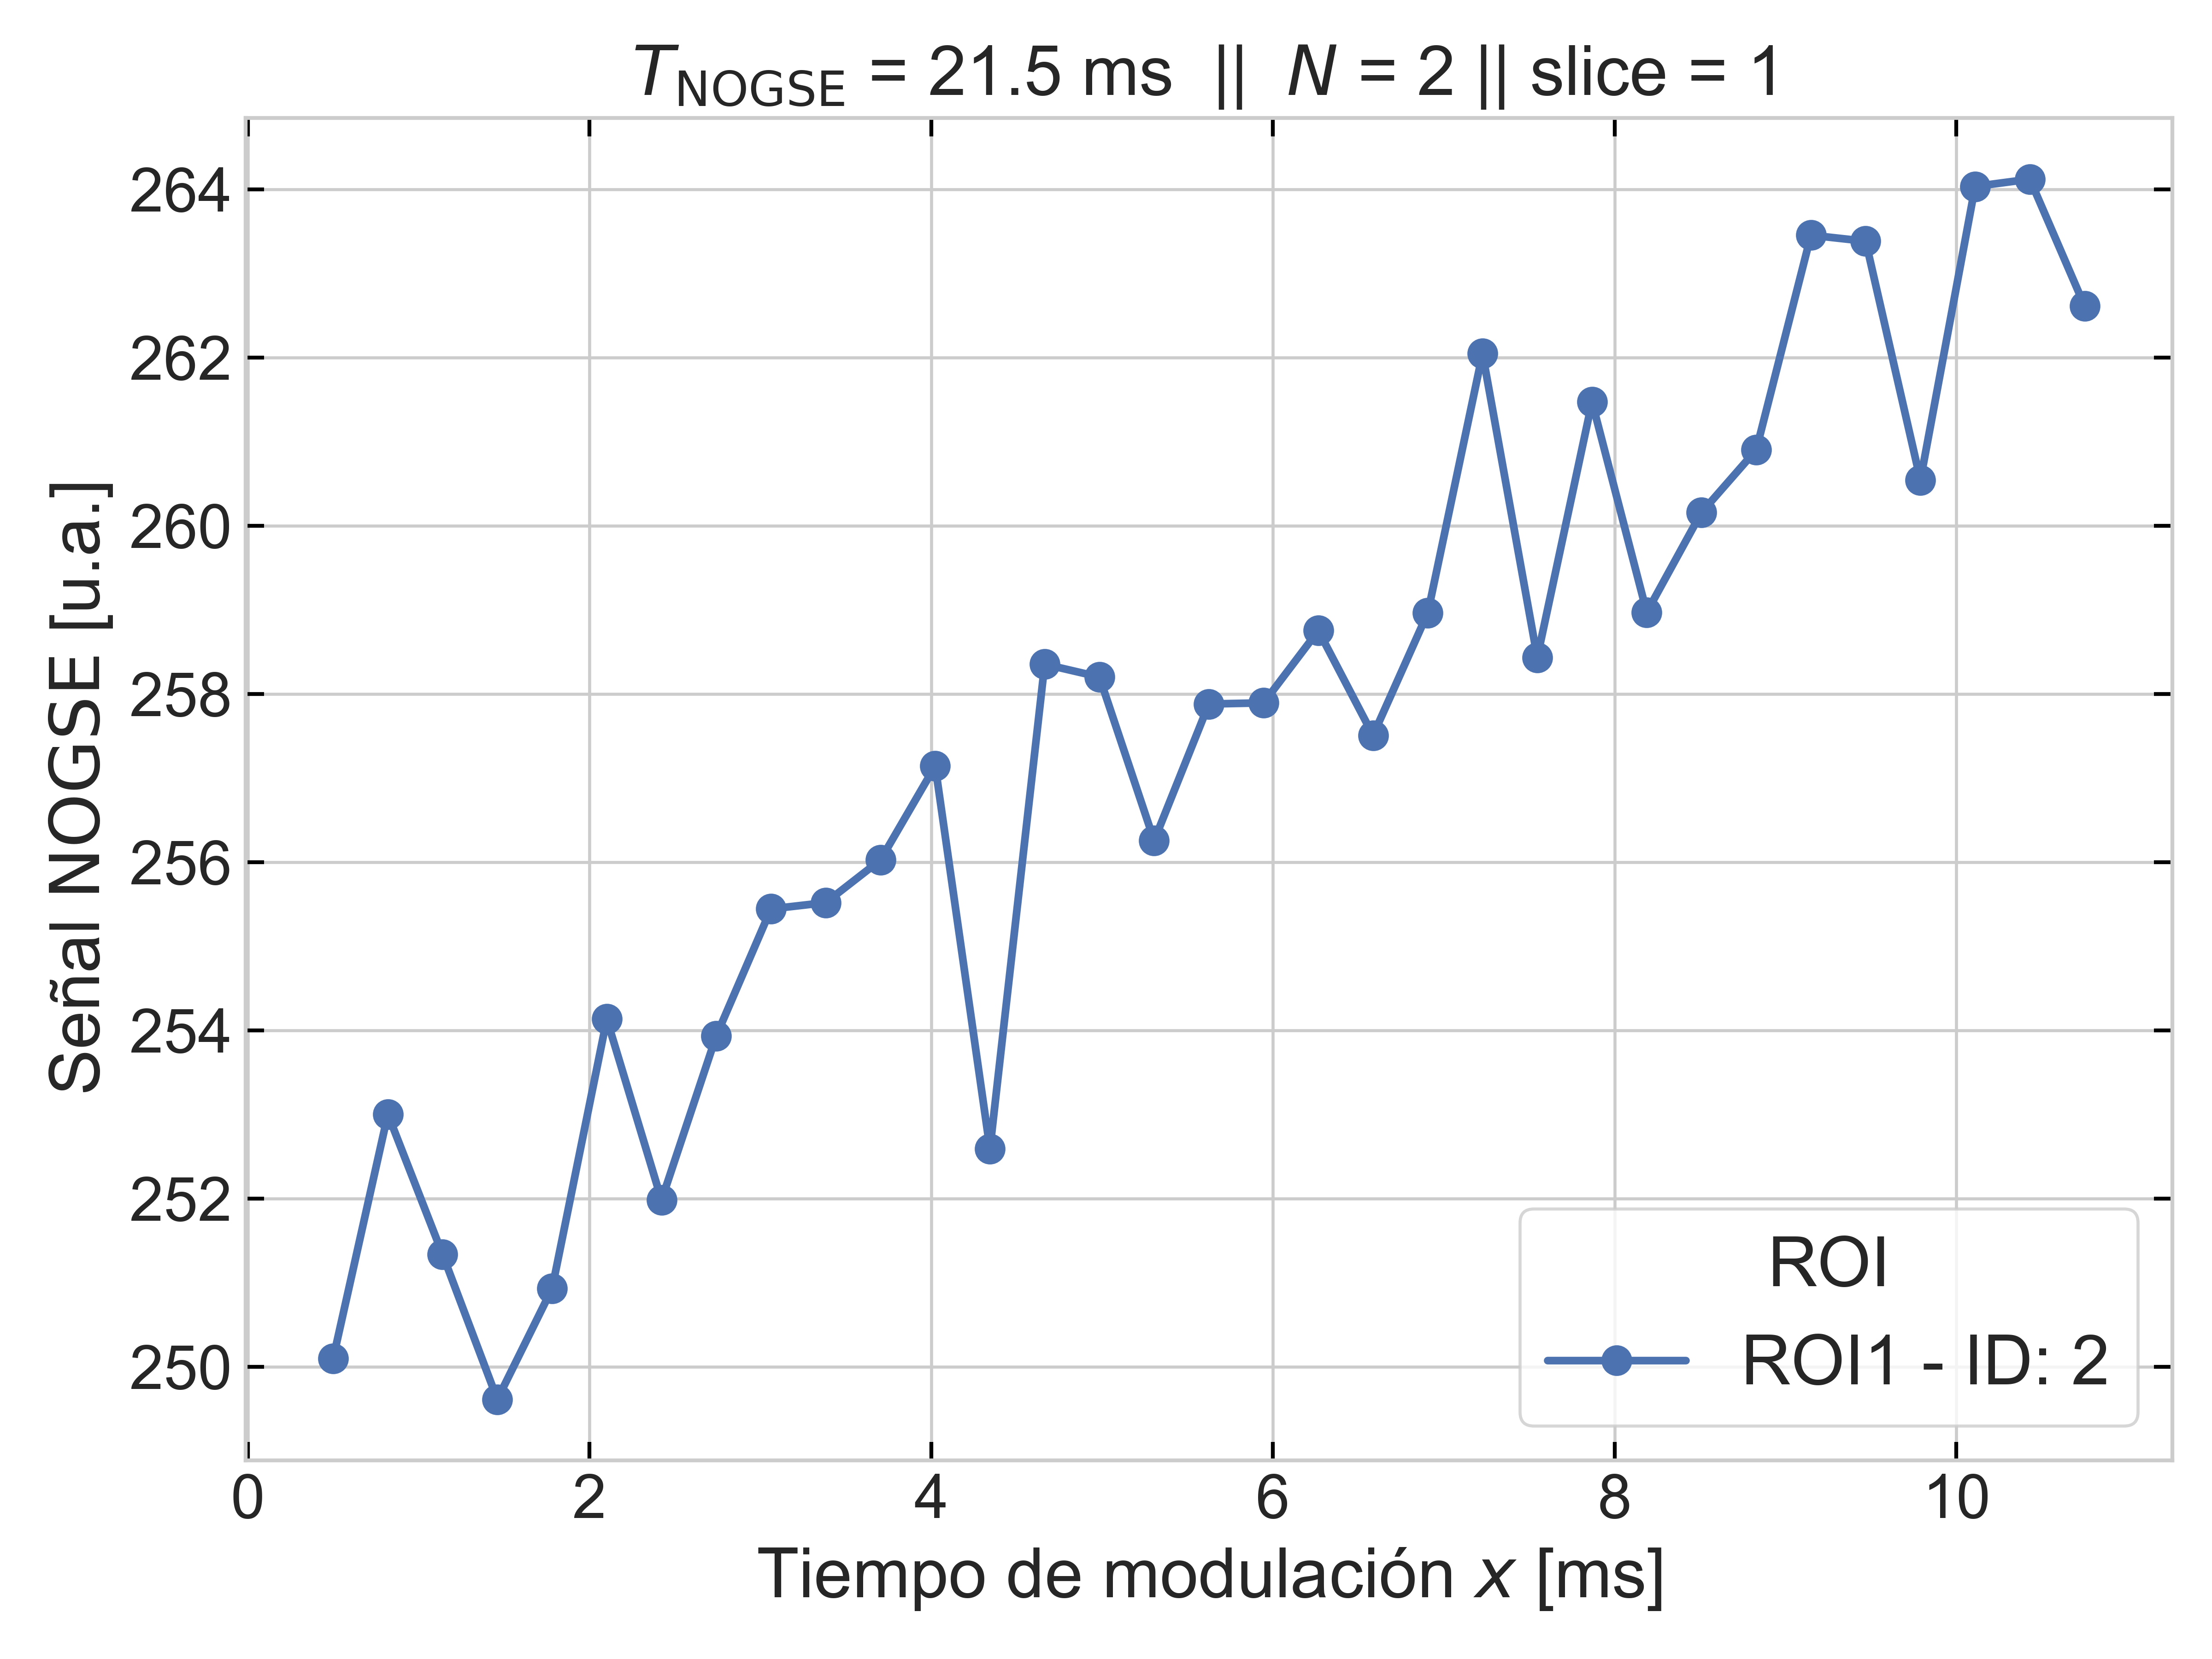 T_NOGSE = 21.5 ms || N = 2 || slice = 1
Señal NOGSE [u.a.]
264
262
260
258
256
254
252
250
0 2 4 6 8 10
Tiempo de modulación x [ms]
ROI
ROI1 - ID: 2